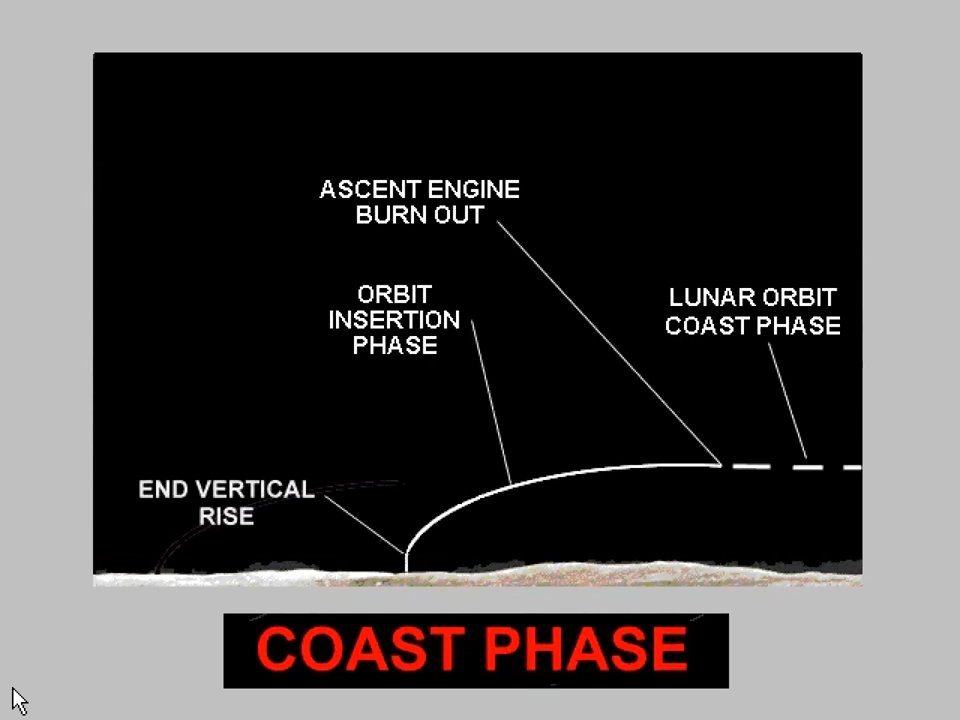 ASCENT ENGINE
BURN OUT
ORBIT
INSERTION
PHASE
LUNAR ORBIT
COAST PHASE
END VERTICAL
RISE
COAST PHASE